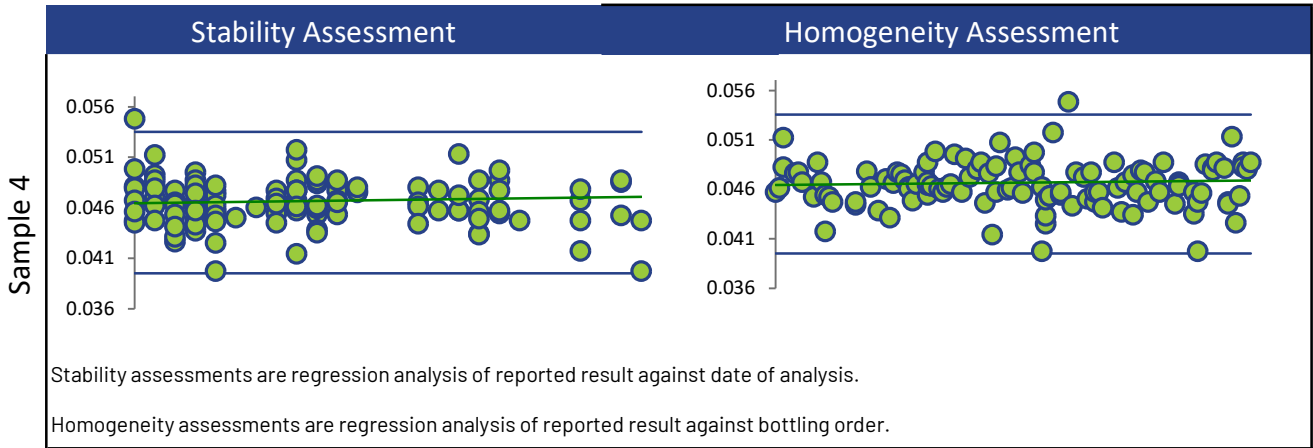 Stability Assessment
Homogeneity Assessment
Sample 4
0.056
0.051
0.046
0.041
0.036
0.056
0.051
0.046
0.041
0.036
Stability assessments are regression analysis of reported result against date of analysis.
Homogeneity assessments are regression analysis of reported result against bottling order.